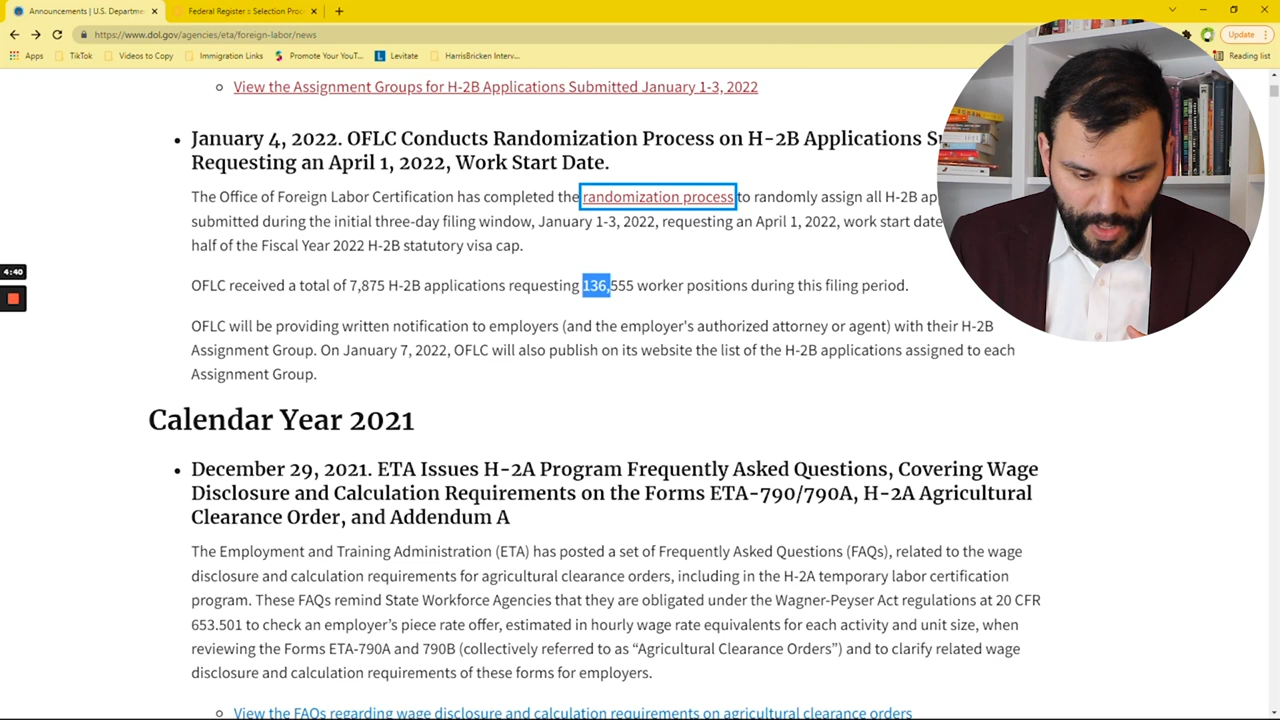 Announcements | U.S. Departme
Federal Register :: Selection Proc
https://www.dol.gov/agencies/eta/foreign-labor/news
Update
Apps TikTok Videos to Copy Immigration Links Promote Your YouT... Levitate HarrisBricken Interv... Reading list
View the Assignment Groups for H-2B Applications Submitted January 1-3, 2022
January 4, 2022. OFLC Conducts Randomization Process on H-2B Applications
Requesting an April 1, 2022, Work Start Date.
The Office of Foreign Labor Certification has completed the randomization process to randomly assign all H-2B ap
submitted during the initial three-day filing window, January 1-3, 2022, requesting an April 1, 2022, work start date
half of the Fiscal Year 2022 H-2B statutory visa cap.
4:40
OFLC received a total of 7,875 H-2B applications requesting 136,555 worker positions during this filing period.
OFLC will be providing written notification to employers (and the employer's authorized attorney or agent) with their H-2B
Assignment Group. On January 7, 2022, OFLC will also publish on its website the list of the H-2B applications assigned to each
Assignment Group.
Calendar Year 2021
December 29, 2021. ETA Issues H-2A Program Frequently Asked Questions, Covering Wage
Disclosure and Calculation Requirements on the Forms ETA-790/790A, H-2A Agricultural
Clearance Order, and Addendum A
The Employment and Training Administration (ETA) has posted a set of Frequently Asked Questions (FAQs), related to the wage
disclosure and calculation requirements for agricultural clearance orders, including in the H-2A temporary labor certification
program. These FAQs remind State Workforce Agencies that they are obligated under the Wagner-Peyser Act regulations at 20 CFR
653.501 to check an employer's piece rate offer, estimated in hourly wage rate equivalents for each activity and unit size, when
reviewing the Forms ETA-790A and 790B (collectively referred to as “Agricultural Clearance Orders”) and to clarify related wage
disclosure and calculation requirements of these forms for employers.
View the FAQs regarding wage disclosure and calculation requirements on agricultural clearance orders